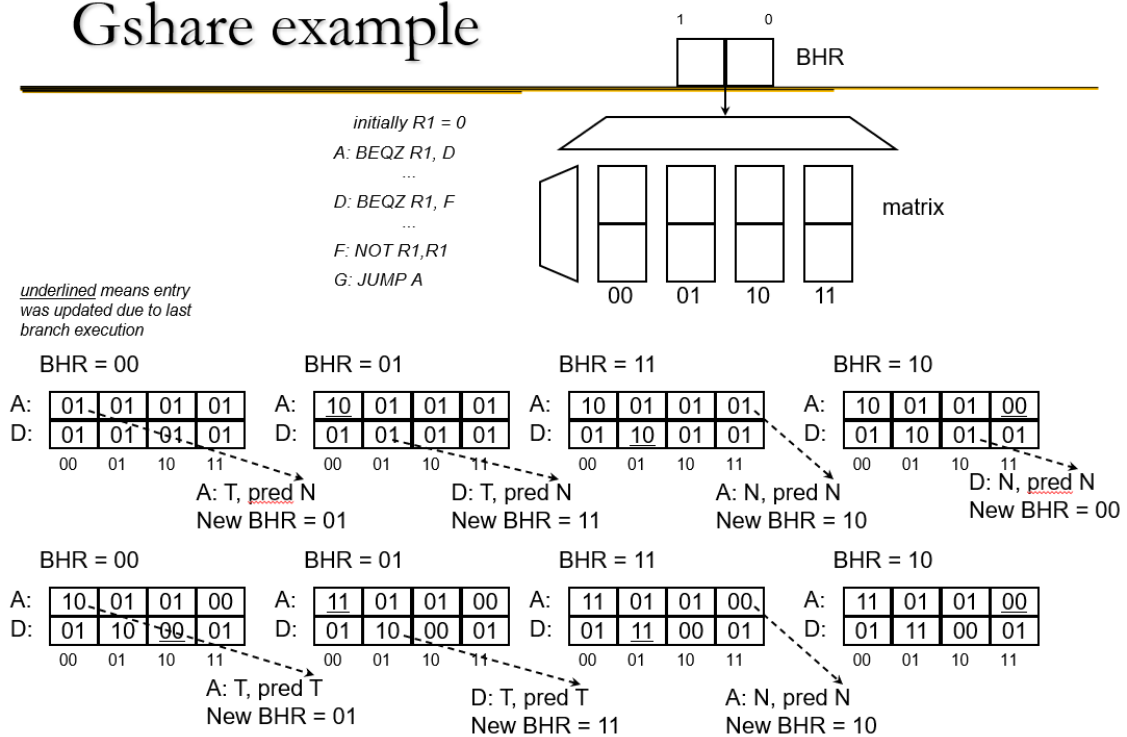 Gshare example
1 0
BHR
initially R1 = 0
A: BEQZ R1, D
...
D: BEQZ R1, F
...
F: NOT R1,R1
G: JUMP A
matrix
00 01 10 11
underlined means entry
was updated due to last
branch execution
BHR = 00
A: 01 01 01 01
D: 01 01 01 01
00 01 10 11
A: T, pred N
New BHR = 01
BHR = 01
A: 10 01 01 01
D: 01 01 01 01
00 01 10 11
D: T, pred N
New BHR = 11
BHR = 11
A: 10 01 01 01
D: 01 10 01 01
00 01 10 11
A: N, pred N
New BHR = 10
BHR = 10
A: 10 01 01 00
D: 01 10 01 01
00 01 10 11
D: N, pred N
New BHR = 00
BHR = 00
A: 10 01 01 00
D: 01 10 00 01
00 01 10 11
A: T, pred T
New BHR = 01
BHR = 01
A: 11 01 01 00
D: 01 10 00 01
00 01 10 11
D: T, pred T
New BHR = 11
BHR = 11
A: 11 01 01 00
D: 01 11 00 01
00 01 10 11
A: N, pred N
New BHR = 10
BHR = 10
A: 11 01 01 00
D: 01 11 00 01
00 01 10 11